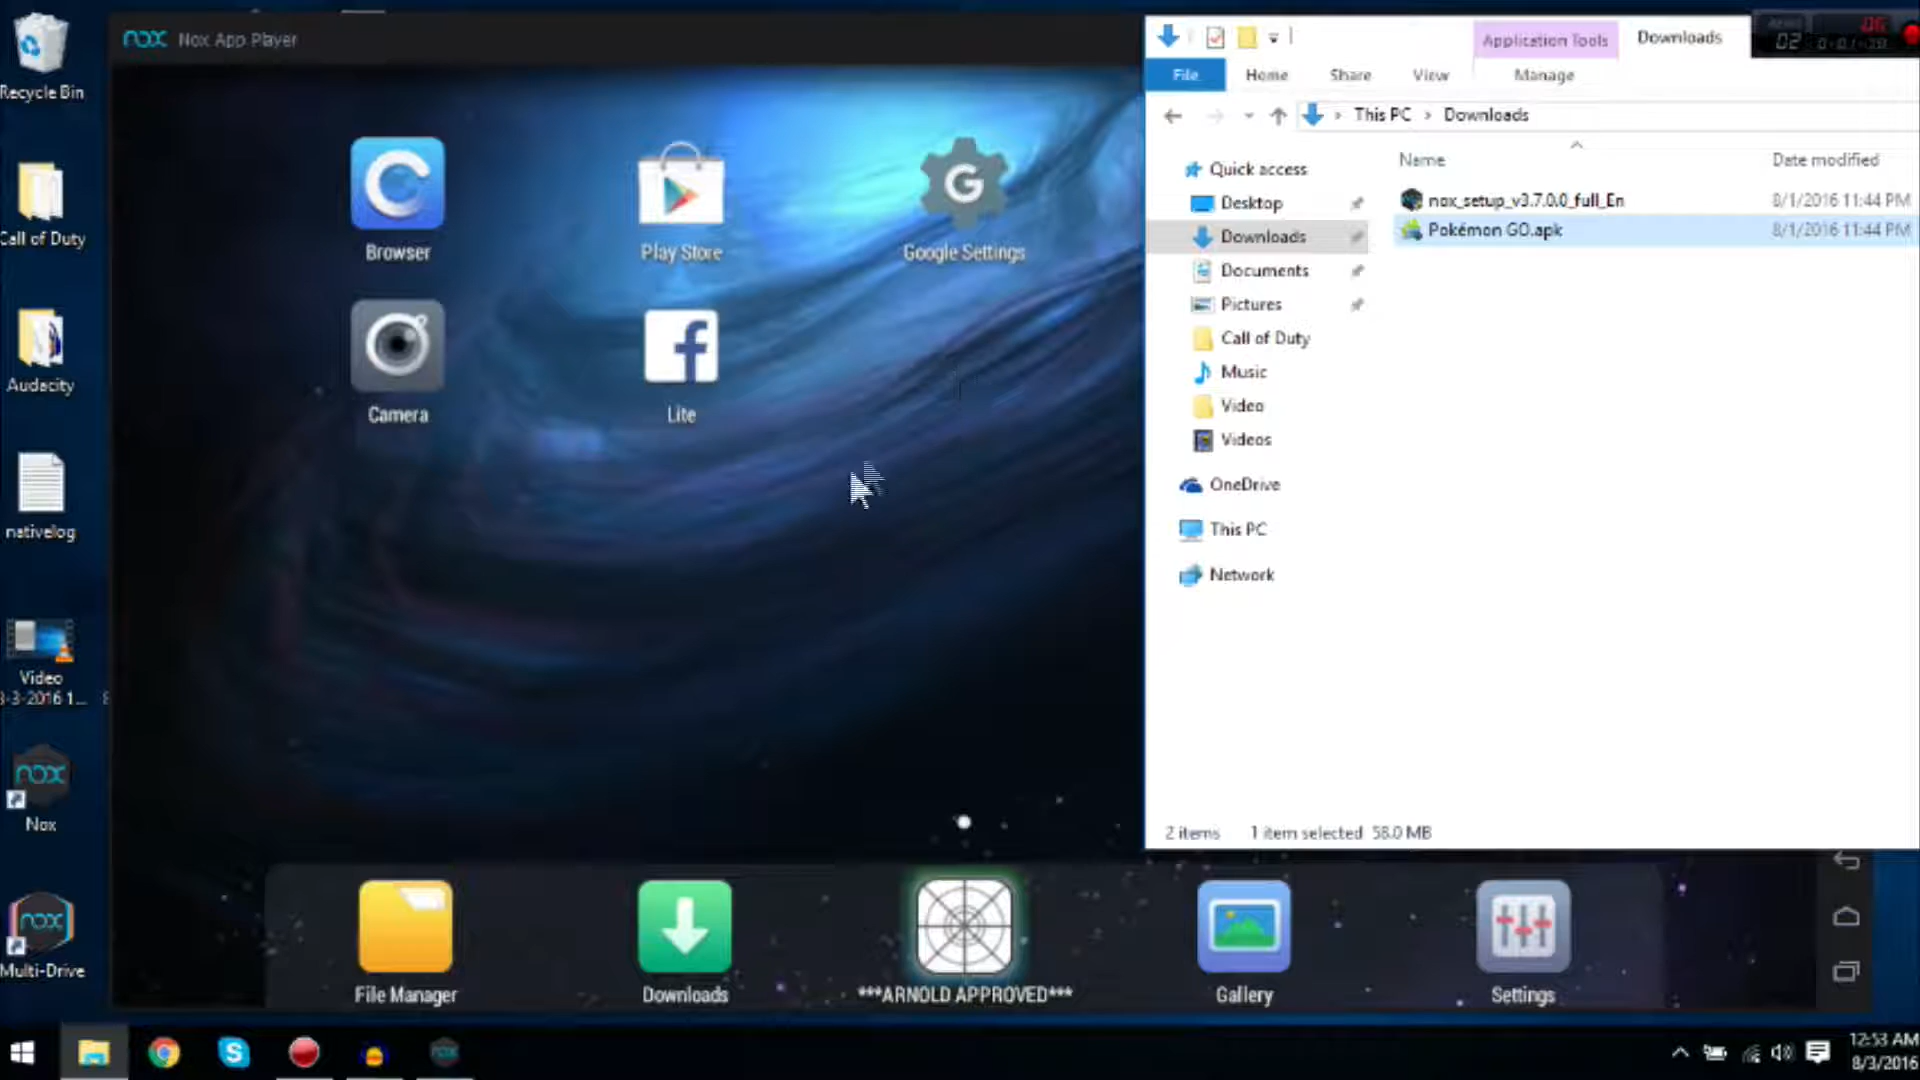 Recycle Bin
Call of Duty
Audacity
nativelog
Video
Nox
Multi-Drive
nox Nox App Player
Browser
Play Store
Google Settings
Camera
Lite
File Manager
Downloads
***ARNOLD APPROVED***
Gallery
Settings
Application Tools
Downloads
File
Home
Share
View
Manage
This PC
Downloads
Quick access
Desktop
Downloads
Documents
Pictures
Call of Duty
Music
Video
Videos
OneDrive
This PC
Network
Name
Date modified
nox_setup_v3.7.0.0_full_En
8/1/2016 11:44 PM
Pokémon GO.apk
8/1/2016 11:44 PM
2 items
1 item selected 58.0 MB
12:53 AM
8/3/2016